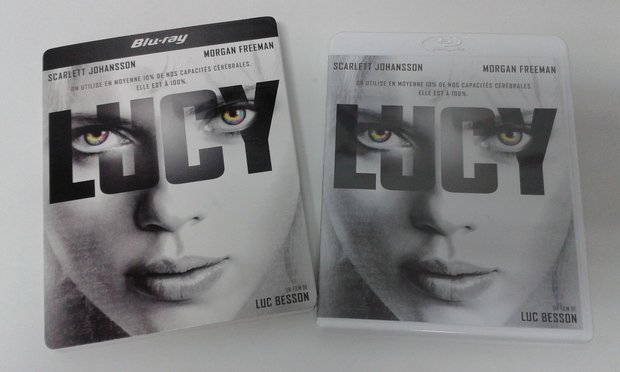 Blu-ray
SCARLETT JOHANSSON MORGAN FREEMAN
ON UTILISE EN MOYENNE 10% DE NOS CAPACITÉS CÉRÉBRALES.
ELLE EST À 100%.
LUCY
UN FILM DE
LUC BESSON
SCARLETT JOHANSSON MORGAN FREEMAN
ON UTILISE EN MOYENNE 10% DE NOS CAPACITÉS CÉRÉBRALES.
ELLE EST À 100%.
LUCY
UN FILM DE
LUC BESSON